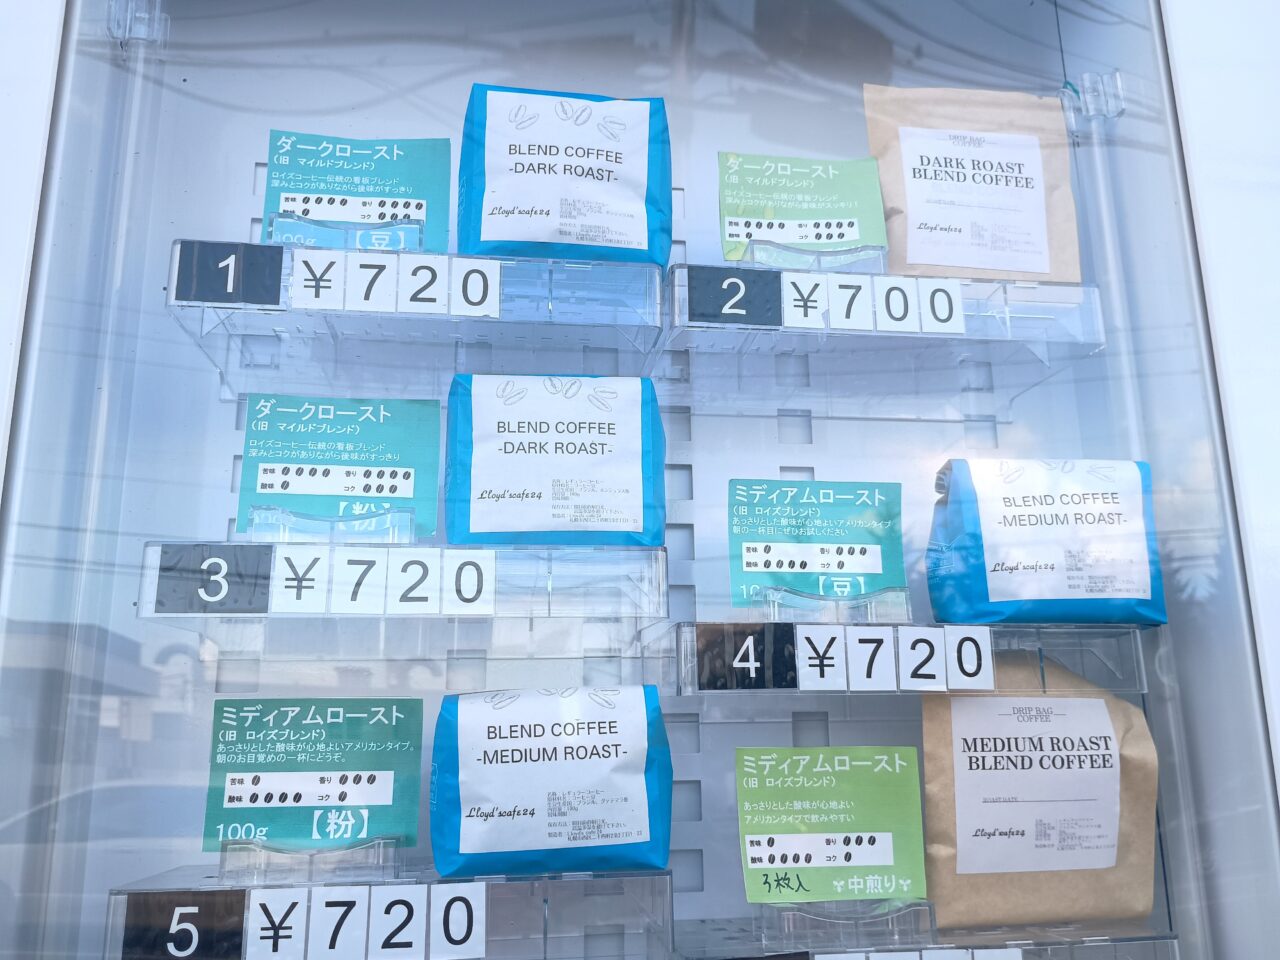 ダークロースト
(旧 マイルドブレンド)
ロイズコーヒー伝統の看板ブレンド
深みとコクがありながら後味がすっきり
苦味 香り
酸味 コク
100g 【豆】
BLEND COFFEE
-DARK ROAST-
Lloyd'scafe24
1 ¥720
ダークロースト
(旧 マイルドブレンド)
ロイズコーヒー伝統の看板ブレンド
深みとコクがありながら後味がスッキリ!
苦味 香り
酸味 コク
DRIP BAG
COFFEE
DARK ROAST
BLEND COFFEE
Lloyd'scafe24
2 ¥700
ダークロースト
(旧 マイルドブレンド)
ロイズコーヒー伝統の看板ブレンド
深みとコクがありながら後味がすっきり
苦味 香り
酸味 コク
【粉】
BLEND COFFEE
-DARK ROAST-
Lloyd'scafe24
3 ¥720
ミディアムロースト
(旧 ロイズブレンド)
あっさりとした酸味が心地よいアメリカンタイプ
朝の一杯目にぜひお試しください
苦味 香り
酸味 コク
【豆】
BLEND COFFEE
-MEDIUM ROAST-
Lloyd'scafe24
4 ¥720
ミディアムロースト
(旧 ロイズブレンド)
あっさりとした酸味が心地よいアメリカンタイプ。
朝のお目覚めの一杯にどうぞ。
苦味 香り
酸味 コク
100g 【粉】
BLEND COFFEE
-MEDIUM ROAST-
Lloyd'scafe24
5 ¥720
ミディアムロースト
(旧 ロイズブレンド)
あっさりとした酸味が心地よい
アメリカンタイプで飲みやすい
苦味 香り
酸味 コク
3枚入 中煎り
DRIP BAG
COFFEE
MEDIUM ROAST
BLEND COFFEE
ROAST DATE
Lloyd'scafe24